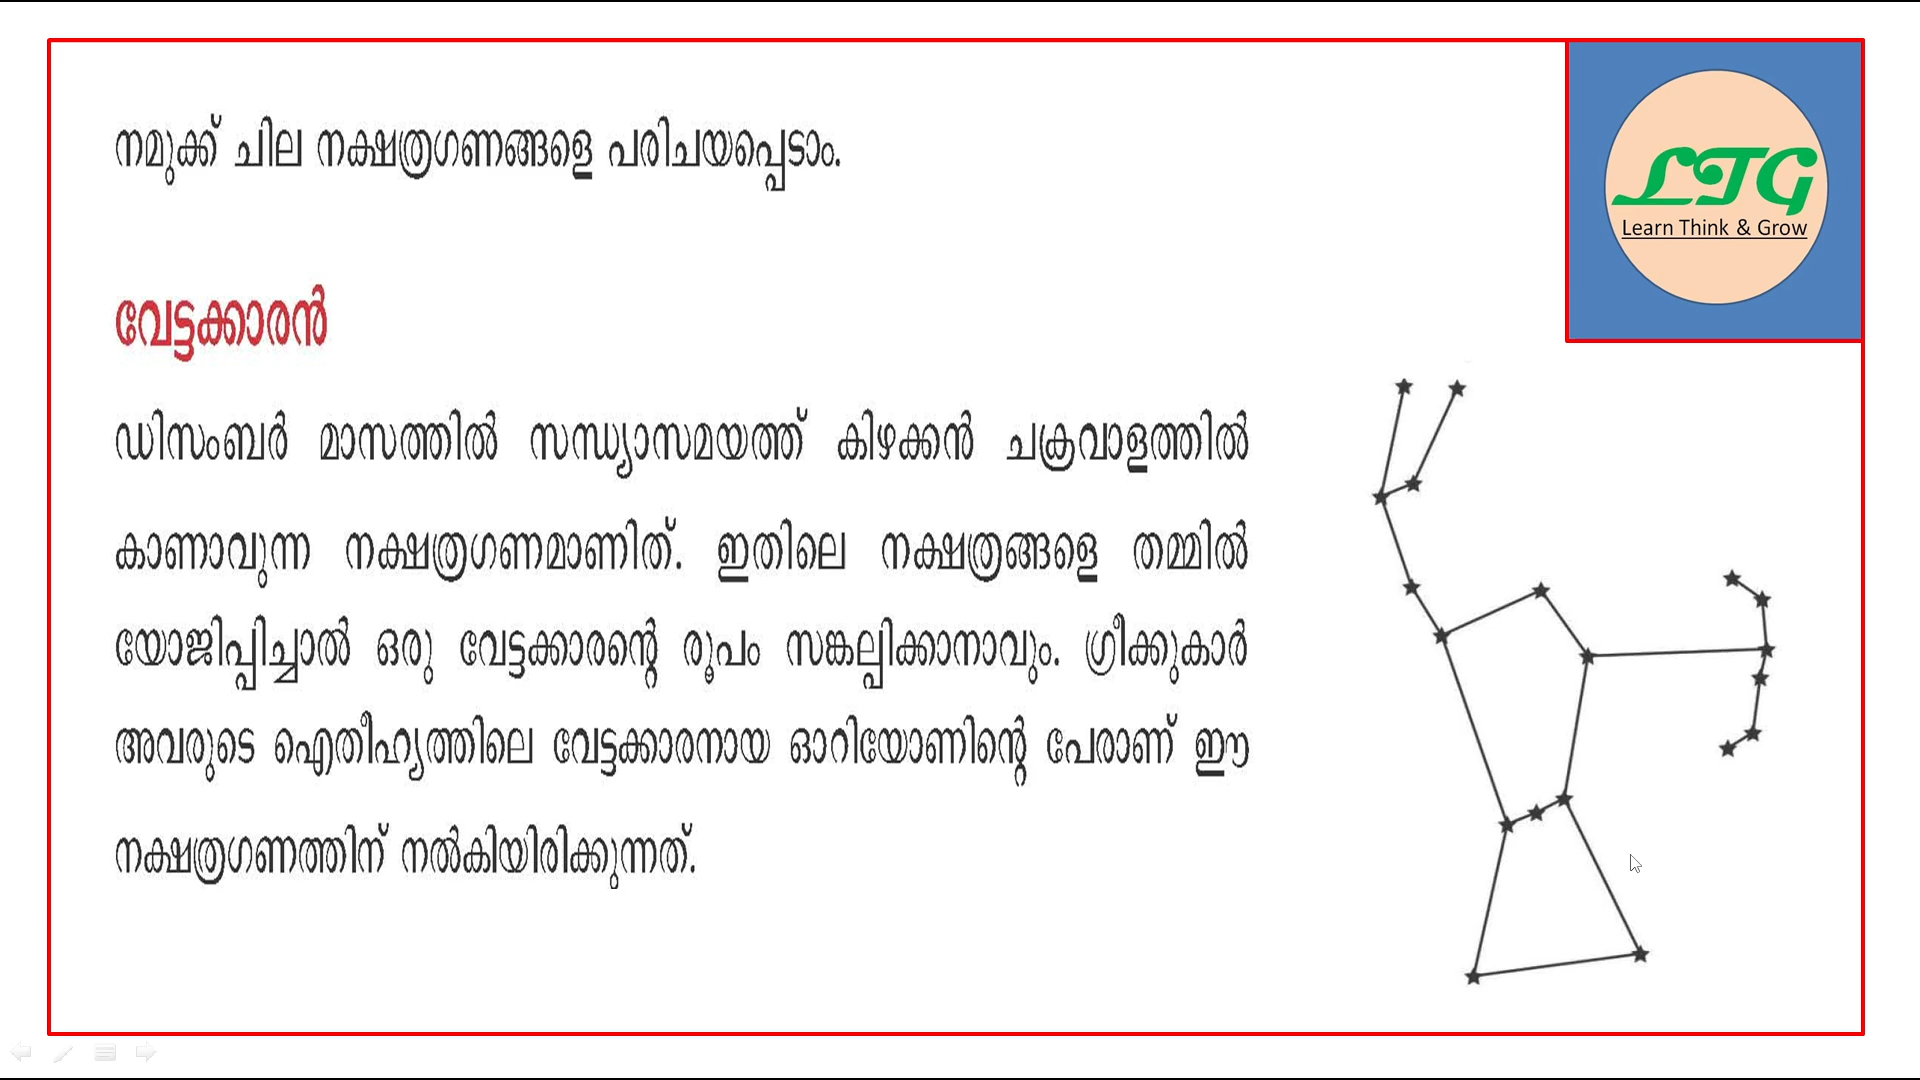 നമുക്ക് ചില നക്ഷത്രഗണങ്ങളെ പരിചയപ്പെടാം.
LTG
Learn Think & Grow
വേട്ടക്കാരൻ
ഡിസംബർ മാസത്തിൽ സന്ധ്യാസമയത്ത് കിഴക്കൻ ചക്രവാളത്തിൽ
കാണാവുന്ന നക്ഷത്രഗണമാണിത്. ഇതിലെ നക്ഷത്രങ്ങളെ തമ്മിൽ
യോജിപ്പിച്ചാൽ ഒരു വേട്ടക്കാരന്റെ രൂപം സങ്കല്പിക്കാനാവും. ഗ്രീക്കുകാർ
അവരുടെ ഐതീഹ്യത്തിലെ വേട്ടക്കാരനായ ഓറിയോണിന്റെ പേരാണ് ഈ
നക്ഷത്രഗണത്തിന് നൽകിയിരിക്കുന്നത്.